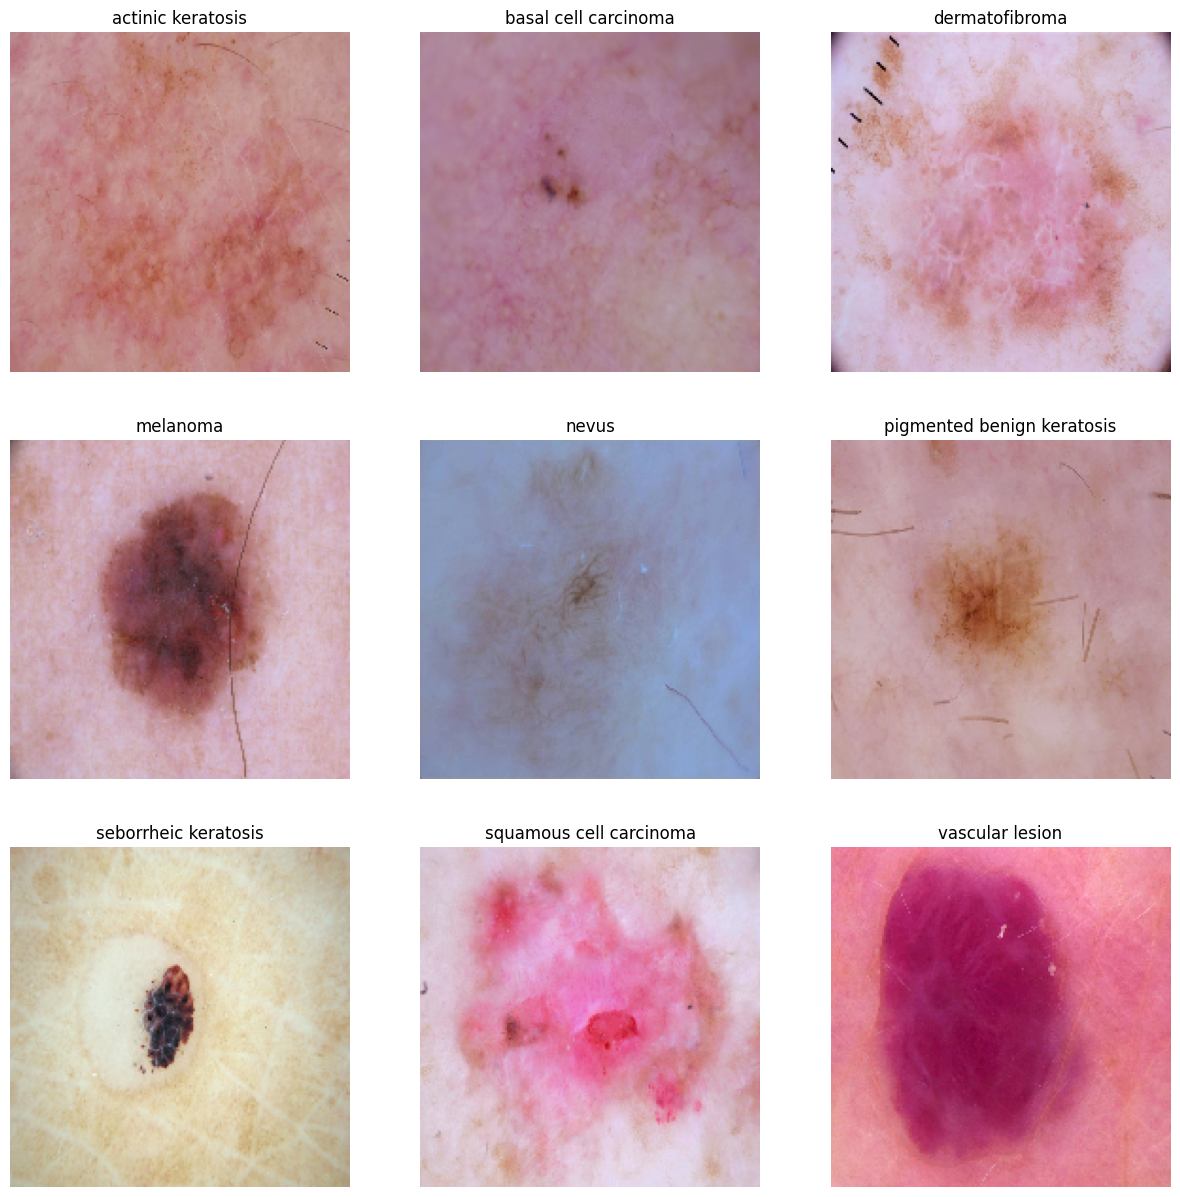 actinic keratosis
basal cell carcinoma
dermatofibroma
melanoma
nevus
pigmented benign keratosis
seborrheic keratosis
squamous cell carcinoma
vascular lesion